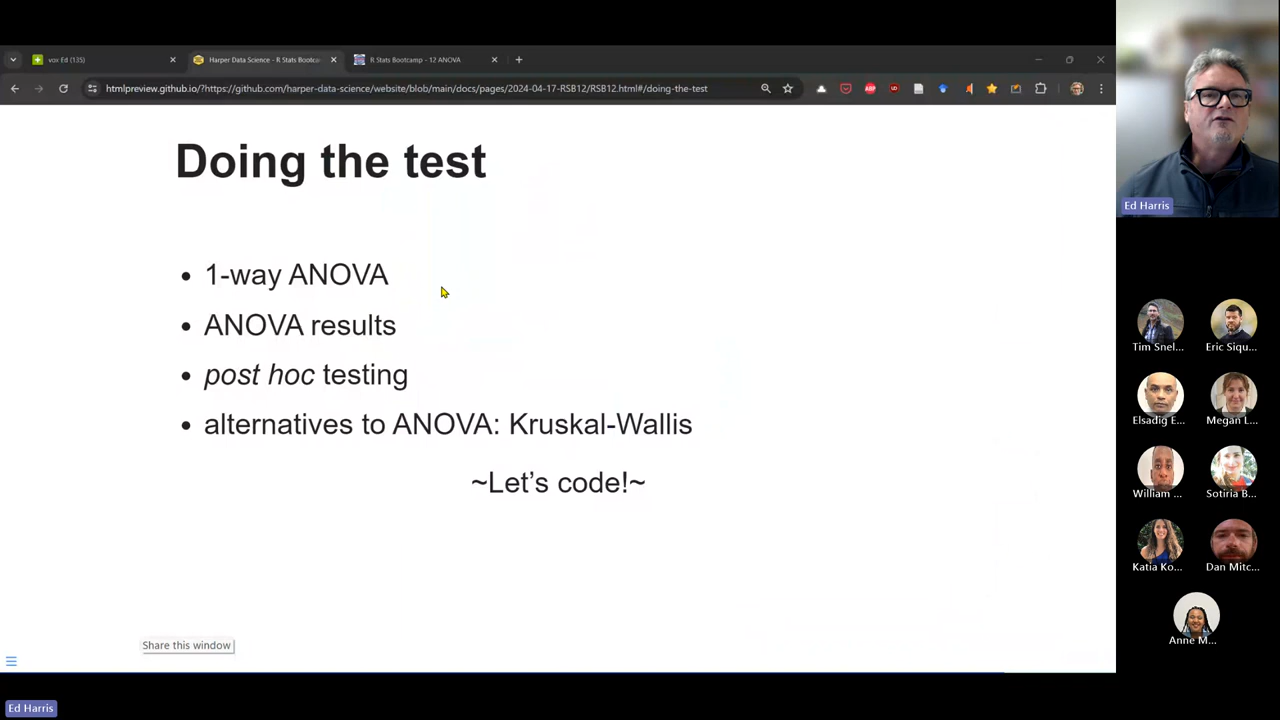 vox Ed (135)
Harper Data Science - R Stats Bootc
R Stats Bootcamp - 12 ANOVA
htmlpreview.github.io/?https://github.com/harper-data-science/website/blob/main/docs/pages/2024-04-17-RSB12/RSB12.html#/doing-the-test
Doing the test
• 1-way ANOVA
• ANOVA results
• post hoc testing
• alternatives to ANOVA: Kruskal-Wallis
~Let's code!~
Share this window
Ed Harris
Ed Harris
Tim Snel...
Eric Siqu...
Elsadig E...
Megan L...
William ...
Sotiria B...
Katia Ko...
Dan Mitc...
Anne M...